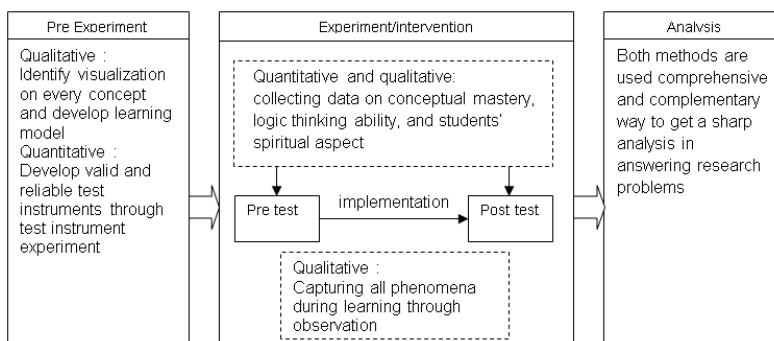 Pre Experiment
Qualitative :
Identify visualization
on every concept
and develop learning
model
Quantitative :
Develop valid and
reliable test
instruments through
test instrument
experiment
Experiment/intervention
Quantitative and qualitative:
collecting data on conceptual mastery,
logic thinking ability, and students'
spiritual aspect
Pre test
implementation
Post test
Qualitative :
Capturing all phenomena
during learning through
observation
Analysis
Both methods are
used comprehensive
and complementary
way to get a sharp
analysis in
answering research
problems